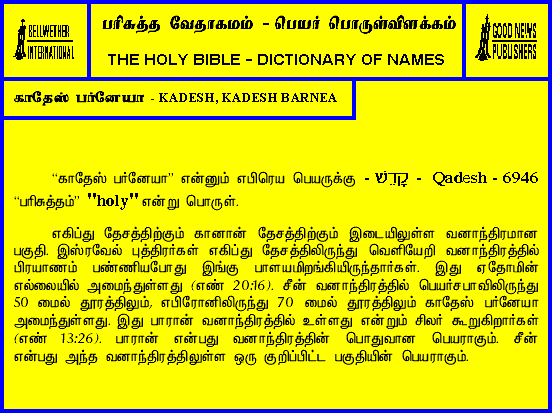 BELLWETHER
INTERNATIONAL
பரிசுத்த வேதாகமம் - பெயர் பொருள்விளக்கம்
THE HOLY BIBLE - DICTIONARY OF NAMES
GOOD NEWS
PUBLISHERS
காதேஸ் பர்னேயா - KADESH, KADESH BARNEA
“காதேஸ் பர்னேயா” என்னும் எபிரெய பெயருக்கு - קָדֵשׁ - Qadesh - 6946
“பரிசுத்தம்” "holy" என்று பொருள்.
எகிப்து தேசத்திற்கும் கானான் தேசத்திற்கும் இடையிலுள்ள வனாந்திரமான
பகுதி. இஸ்ரவேல் புத்திரர்கள் எகிப்து தேசத்திலிருந்து வெளியேறி வனாந்திரத்தில்
பிரயாணம் பண்ணியபோது இங்கு பாளயமிறங்கியிருந்தார்கள். இது ஏதோமின்
எல்லையில் அமைந்துள்ளது (எண் 20:16). சீன் வனாந்திரத்தில் பெயர்சபாவிலிருந்து
50 மைல் தூரத்திலும், எபிரோனிலிருந்து 70 மைல் தூரத்திலும் காதேஸ் பர்னேயா
அமைந்துள்ளது. இது பாரான் வனாந்திரத்தில் உள்ளது என்றும் சிலர் கூறுகிறார்கள்
(எண் 13:26). பாரான் என்பது வனாந்திரத்தின் பொதுவான பெயராகும். சீன்
என்பது அந்த வனாந்திரத்திலுள்ள ஒரு குறிப்பிட்ட பகுதியின் பெயராகும்.